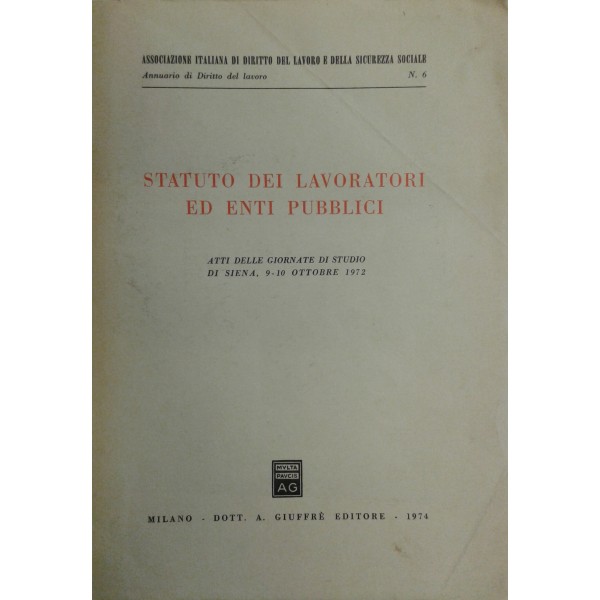 ASSOCIAZIONE ITALIANA DI DIRITTO DEL LAVORO E DELLA SICUREZZA SOCIALE
Annuario di Diritto del lavoro N. 6
STATUTO DEI LAVORATORI
ED ENTI PUBBLICI
ATTI DELLE GIORNATE DI STUDIO
DI SIENA, 9-10 OTTOBRE 1972
MVLTA
PAVCIS
AG
MILANO - DOTT. A. GIUFFRÈ EDITORE - 1974